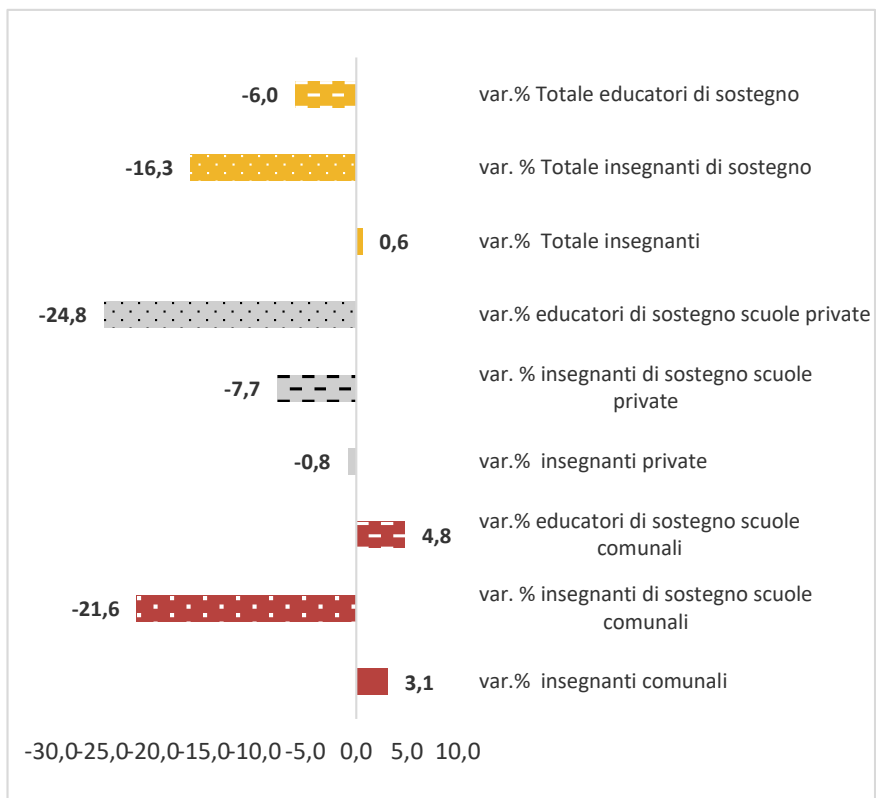 -6,0 var.% Totale educatori di sostegno
-16,3 var. % Totale insegnanti di sostegno
0,6 var.% Totale insegnanti
-24,8 var.% educatori di sostegno scuole private
-7,7 var. % insegnanti di sostegno scuole
private
-0,8 var.% insegnanti private
4,8 var.% educatori di sostegno scuole
comunali
-21,6 var. % insegnanti di sostegno scuole
comunali
3,1 var.% insegnanti comunali
-30,0 -25,0 -20,0 -15,0 -10,0 -5,0 0,0 5,0 10,0